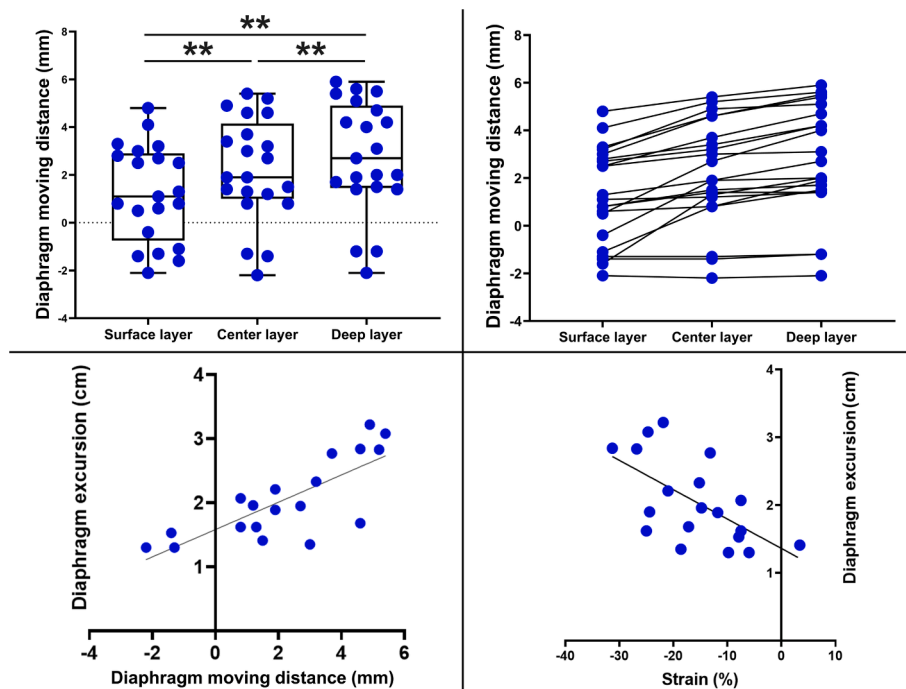 **
** **
Diaphragm moving distance (mm)
8
6
4
2
0
-2
-4
Surface layer Center layer Deep layer
Diaphragm moving distance (mm)
8
6
4
2
0
-2
-4
Surface layer Center layer Deep layer
Diaphragm excursion (cm)
4
3
2
1
-4 -2 0 2 4 6
Diaphragm moving distance (mm)
Diaphragm excursion (cm)
4
3
2
1
-40 -30 -20 -10 0 10
Strain (%)